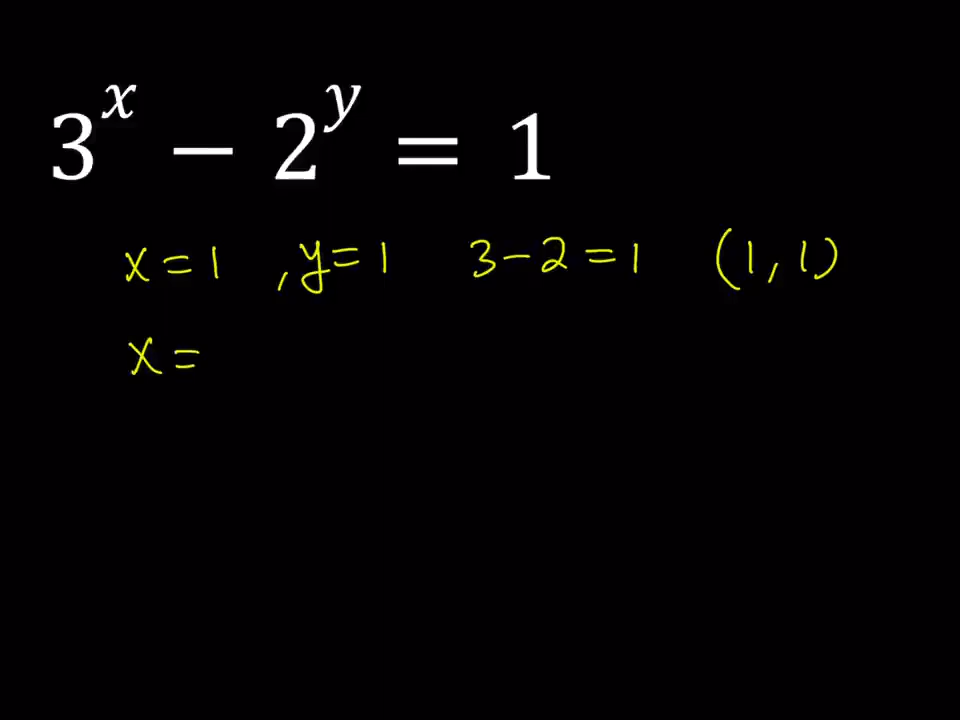 3^x − 2^y = 1
x = 1 , y = 1 3 − 2 = 1 (1, 1)
x =